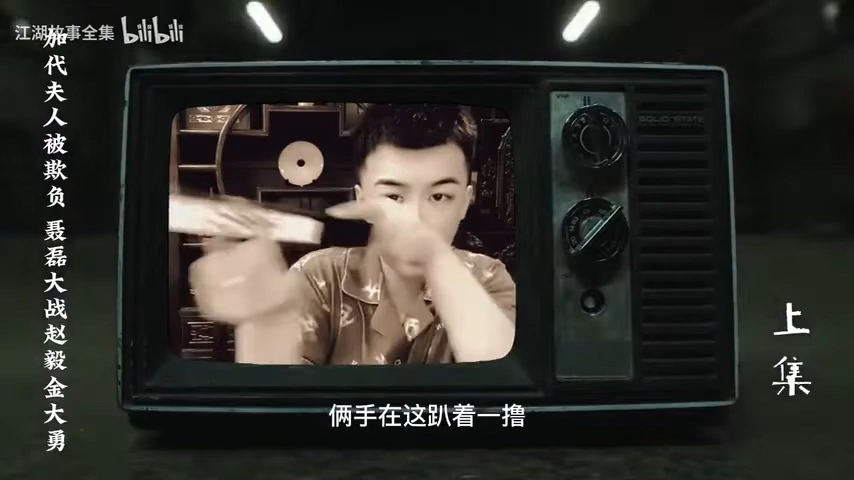 江湖故事全集 bilibili
加代夫人被欺负 聂磊大战赵毅金大勇
SOLID STATE
上集
俩手在这趴着一撸